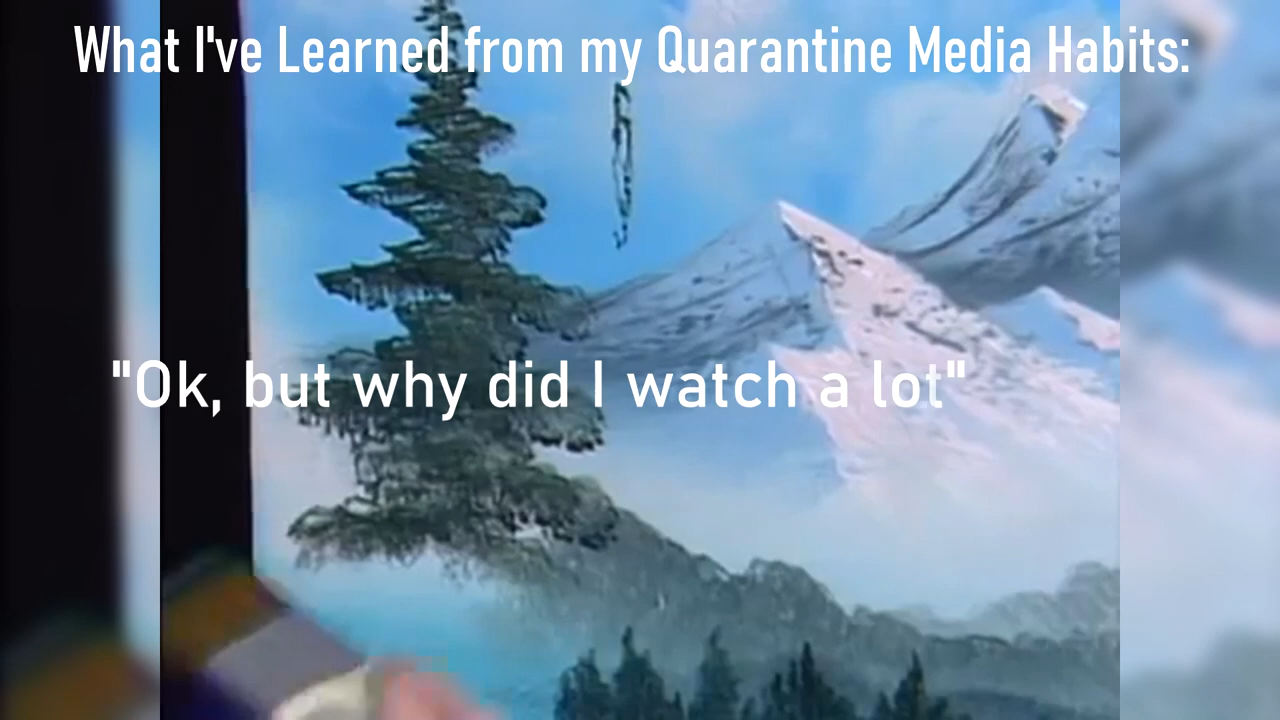 What I've Learned from my Quarantine Media Habits:
"Ok, but why did I watch a lot"